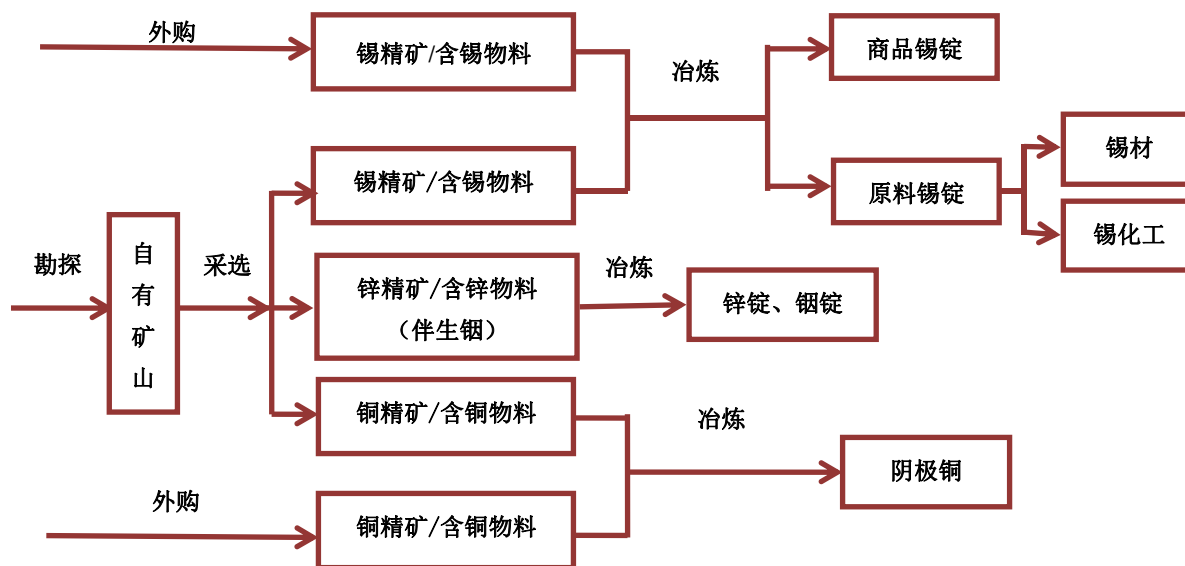 外购
锡精矿/含锡物料
冶炼
商品锡锭
锡精矿/含锡物料
原料锡锭
锡材
锡化工
勘探
自
有
矿
山
采选
锌精矿/含锌物料
（伴生铟）
冶炼
锌锭、铟锭
铜精矿/含铜物料
冶炼
阴极铜
外购
铜精矿/含铜物料